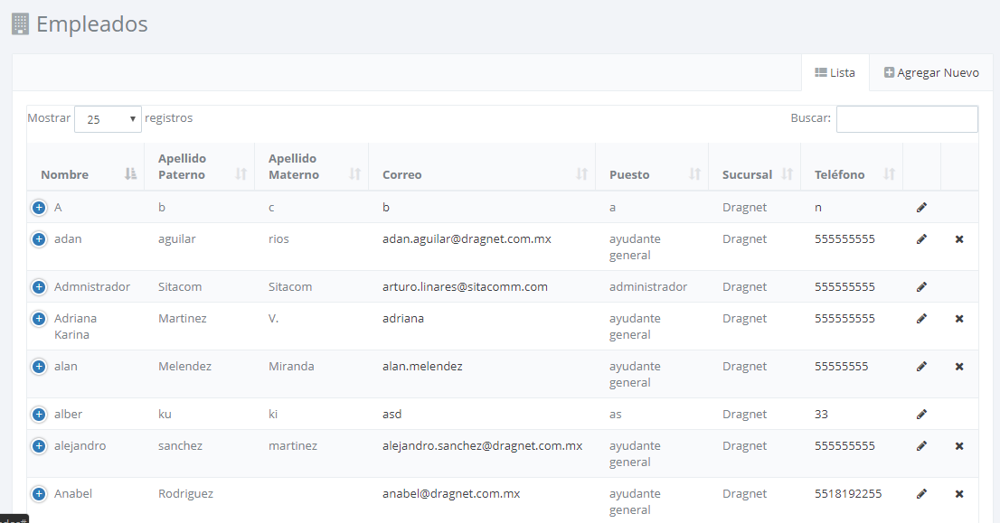 Empleados
Lista
Agregar Nuevo
Mostrar 25 registros
Buscar:
Nombre Apellido Paterno Apellido Materno Correo Puesto Sucursal Teléfono
A b c b a Dragnet n
adan aguilar rios adan.aguilar@dragnet.com.mx ayudante general Dragnet 555555555
Admnistrador Sitacom Sitacom arturo.linares@sitacomm.com administrador Dragnet 555555555
Adriana Karina Martinez V. adriana ayudante general Dragnet 555555555
alan Melendez Miranda alan.melendez ayudante general Dragnet 55555555
alber ku ki asd as Dragnet 33
alejandro sanchez martinez alejandro.sanchez@dragnet.com.mx ayudante general Dragnet 555555555
Anabel Rodriguez anabel@dragnet.com.mx ayudante general Dragnet 5518192255